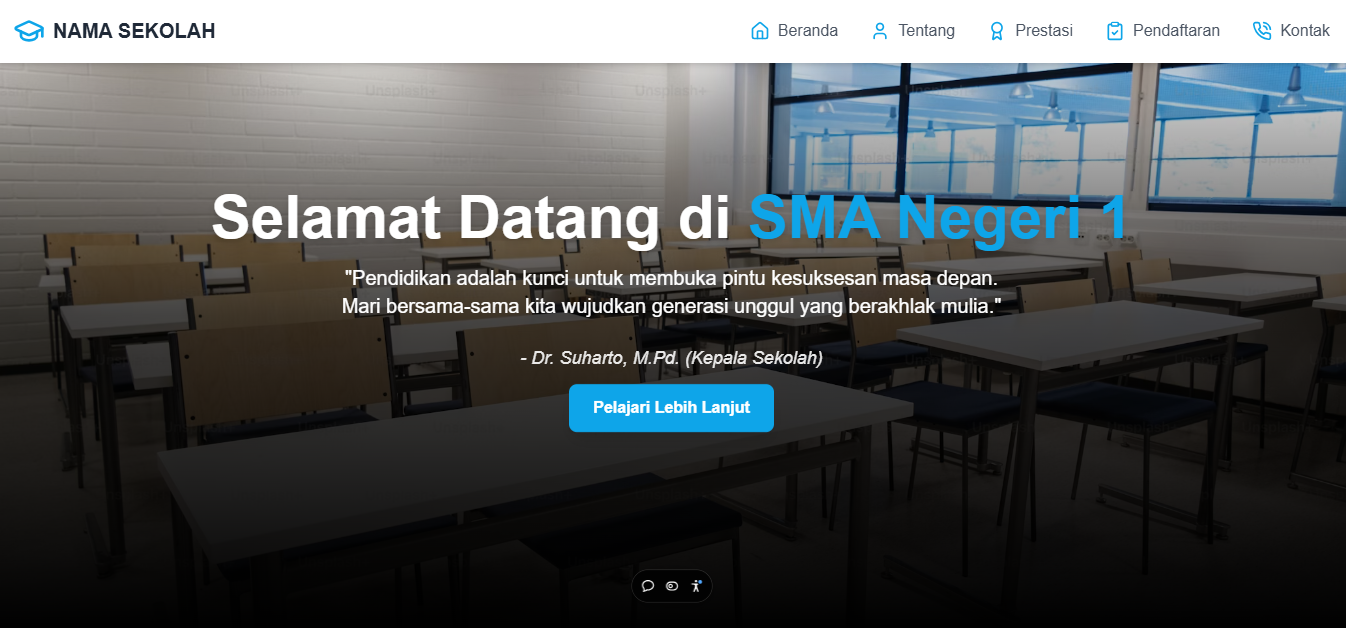 NAMA SEKOLAH
Beranda
Tentang
Prestasi
Pendaftaran
Kontak
Unsplash+
Selamat Datang di SMA Negeri 1
"Pendidikan adalah kunci untuk membuka pintu kesuksesan masa depan.
Mari bersama-sama kita wujudkan generasi unggul yang berakhlak mulia."
- Dr. Suharto, M.Pd. (Kepala Sekolah)
Pelajari Lebih Lanjut